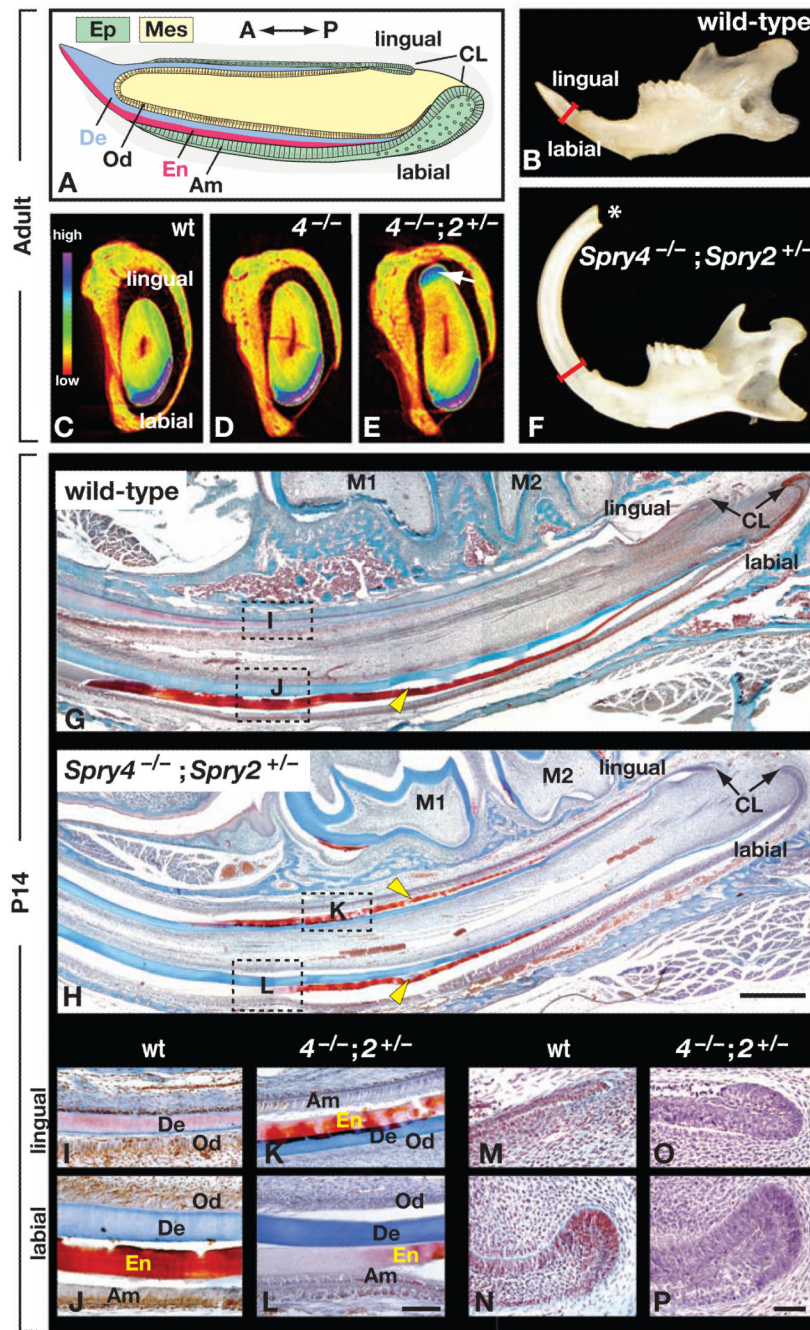 Adult
Ep
Mes
A
P
lingual
CL
De
Od
En
Am
labial
A
wild-type
lingual
labial
B
high
low
wt
lingual
labial
C
4–/–
D
4–/–;2+/–
E
*
Spry4–/–;Spry2+/–
F
P14
wild-type
M1
M2
lingual
CL
labial
I
J
G
Spry4–/–;Spry2+/–
M1
M2
lingual
CL
labial
K
L
H
wt
4–/–;2+/–
wt
4–/–;2+/–
lingual
De
Od
I
Am
En
De
Od
K
M
O
labial
Od
De
En
Am
J
Od
De
En
Am
L
N
P